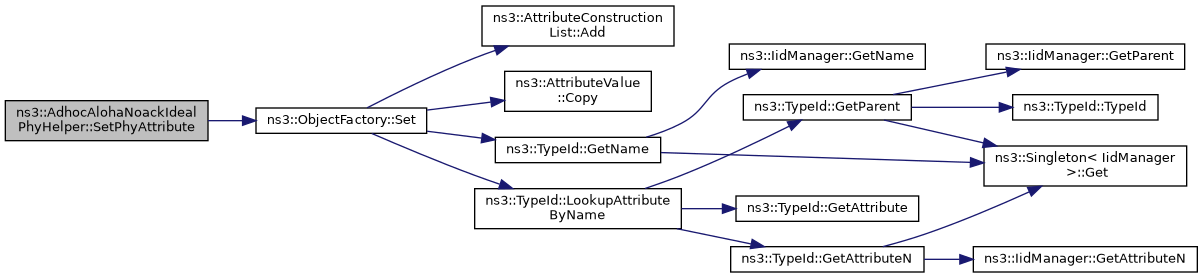 ns3::AdhocAlohaNoackIdeal
PhyHelper::SetPhyAttribute
ns3::ObjectFactory::Set
ns3::AttributeConstruction
List::Add
ns3::AttributeValue
::Copy
ns3::TypeId::GetName
ns3::TypeId::LookupAttribute
ByName
ns3::IidManager::GetName
ns3::TypeId::GetParent
ns3::TypeId::GetAttribute
ns3::TypeId::GetAttributeN
ns3::IidManager::GetParent
ns3::TypeId::TypeId
ns3::Singleton< IidManager
>::Get
ns3::IidManager::GetAttributeN